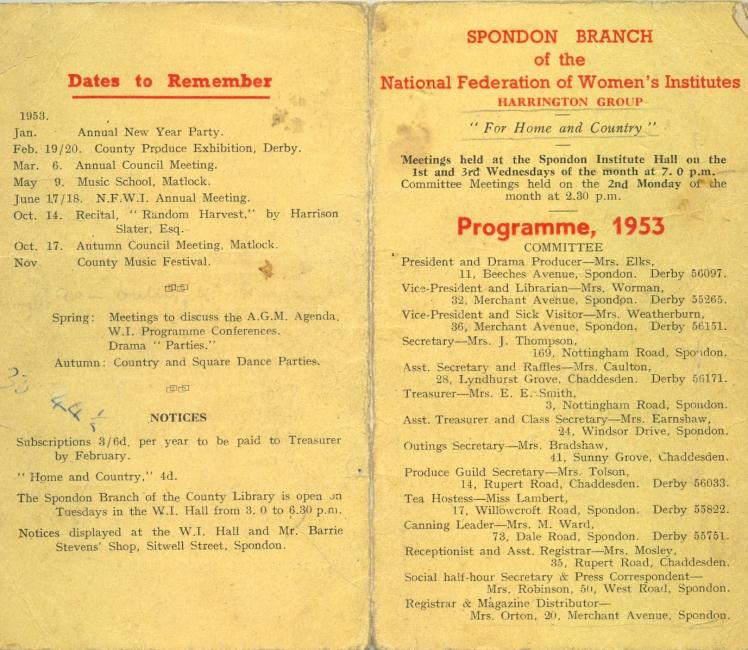 Dates to Remember
1953.
Jan. Annual New Year Party.
Feb. 19/20. County Produce Exhibition, Derby.
Mar. 6. Annual Council Meeting.
May 9. Music School, Matlock.
June 17/18. N.F.W.I. Annual Meeting.
Oct. 14. Recital, "Random Harvest," by Harrison
Slater, Esq.
Oct. 17. Autumn Council Meeting, Matlock.
Nov County Music Festival.
Spring: Meetings to discuss the A.G.M. Agenda,
W.I. Programme Conferences.
Drama "Parties."
Autumn: Country and Square Dance Parties.
33
44½
NOTICES
Subscriptions 3/6d. per year to be paid to Treasurer
by February.
"Home and Country," 4d.
The Spondon Branch of the County Library is open on
Tuesdays in the W.I. Hall from 3. 0 to 6.30 p.m.
Notices displayed at the W.I. Hall and Mr. Barrie
Stevens' Shop, Sitwell Street, Spondon.
SPONDON BRANCH
of the
National Federation of Women's Institutes
HARRINGTON GROUP
"For Home and Country"
Meetings held at the Spondon Institute Hall on the
1st and 3rd Wednesdays of the month at 7. 0 p.m.
Committee Meetings held on the 2nd Monday of the
month at 2.30 p.m.
Programme, 1953
COMMITTEE
President and Drama Producer—Mrs. Elks,
11, Beeches Avenue, Spondon. Derby 56097.
Vice-President and Librarian—Mrs. Worman,
32, Merchant Avenue, Spondon. Derby 55265.
Vice-President and Sick Visitor—Mrs. Weatherburn,
36, Merchant Avenue, Spondon. Derby 56151.
Secretary—Mrs. J. Thompson,
169, Nottingham Road, Spondon.
Asst. Secretary and Raffles—Mrs. Caulton,
28, Lyndhurst Grove, Chaddesden. Derby 56171.
Treasurer—Mrs. E. E. Smith,
3, Nottingham Road, Spondon.
Asst. Treasurer and Class Secretary—Mrs. Earnshaw,
24, Windsor Drive, Spondon.
Outings Secretary—Mrs. Bradshaw,
41, Sunny Grove, Chaddesden.
Produce Guild Secretary—Mrs. Tolson,
14, Rupert Road, Chaddesden. Derby 56033.
Tea Hostess—Miss Lambert,
17, Willowcroft Road, Spondon. Derby 55822.
Canning Leader—Mrs. M. Ward,
73, Dale Road, Spondon. Derby 55751.
Receptionist and Asst. Registrar—Mrs. Mosley,
35, Rupert Road, Chaddesden.
Social half-hour Secretary & Press Correspondent—
Mrs. Robinson, 50, West Road, Spondon.
Registrar & Magazine Distributor—
Mrs. Orton, 20, Merchant Avenue, Spondon.